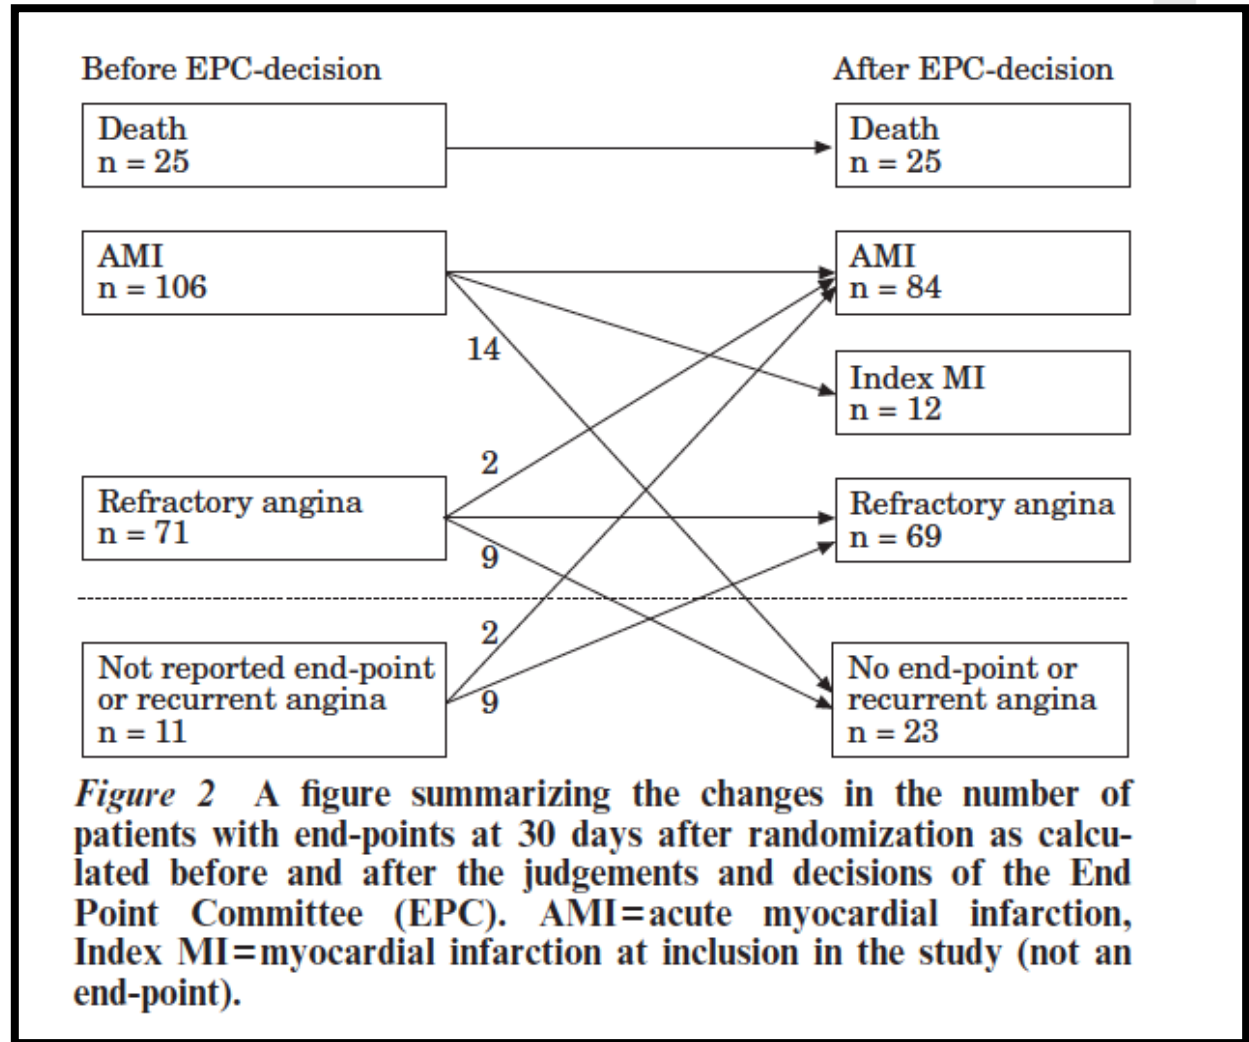 Before EPC-decision
After EPC-decision
Death
n = 25
Death
n = 25
AMI
n = 106
AMI
n = 84
14
Index MI
n = 12
2
Refractory angina
n = 71
Refractory angina
n = 69
9
2
Not reported end-point
or recurrent angina
n = 11
9
No end-point or
recurrent angina
n = 23
Figure 2 A figure summarizing the changes in the number of
patients with end-points at 30 days after randomization as calcu-
lated before and after the judgements and decisions of the End
Point Committee (EPC). AMI=acute myocardial infarction,
Index MI=myocardial infarction at inclusion in the study (not an
end-point).